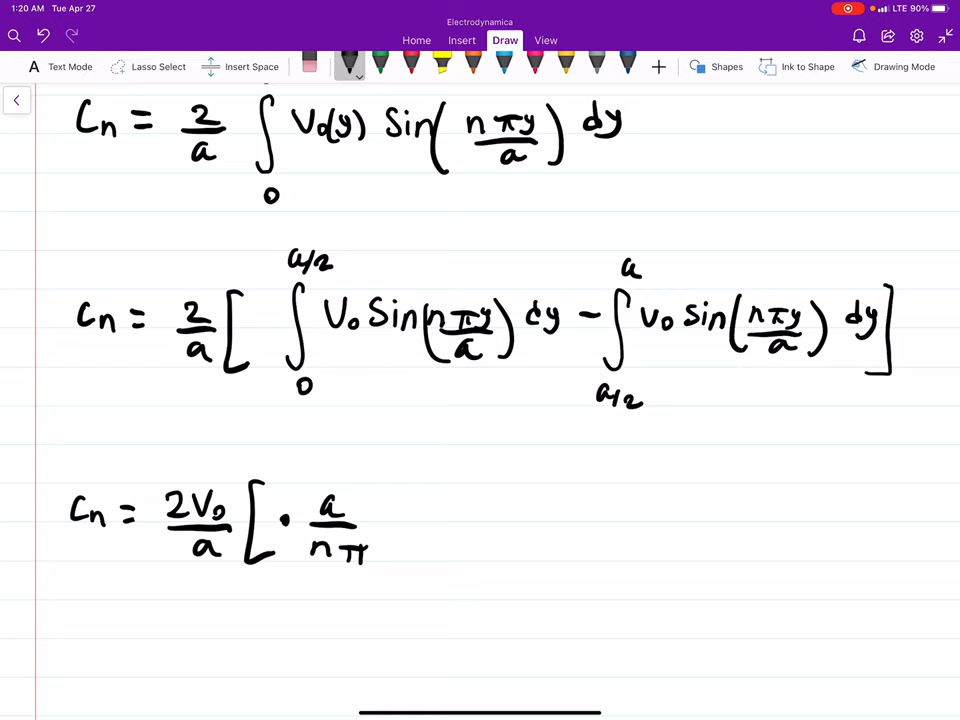 1:20 AM Tue Apr 27 LTE 90%
Electrodynamica
Home Insert Draw View
A Text Mode Lasso Select Insert Space Shapes Ink to Shape Drawing Mode
Cn = 2/a ∫₀ V₀(y) Sin(nπy/a) dy
Cn = 2/a [ ∫₀^{a/2} V₀ Sin(nπy/a) dy − ∫_{a/2}^{a} V₀ Sin(nπy/a) dy ]
Cn = 2V₀/a [ · a/nπ